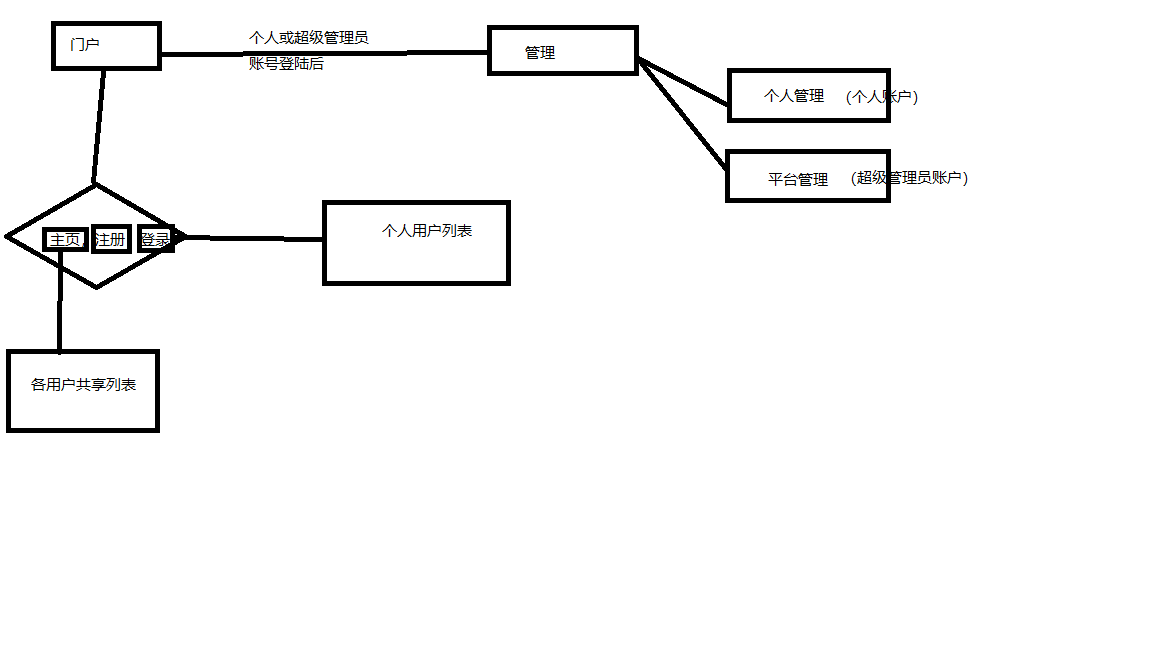 门户
个人或超级管理员
账号登陆后
管理
个人管理 （个人账户）
平台管理 （超级管理员账户）
主页 注册 登录
个人用户列表
各用户共享列表